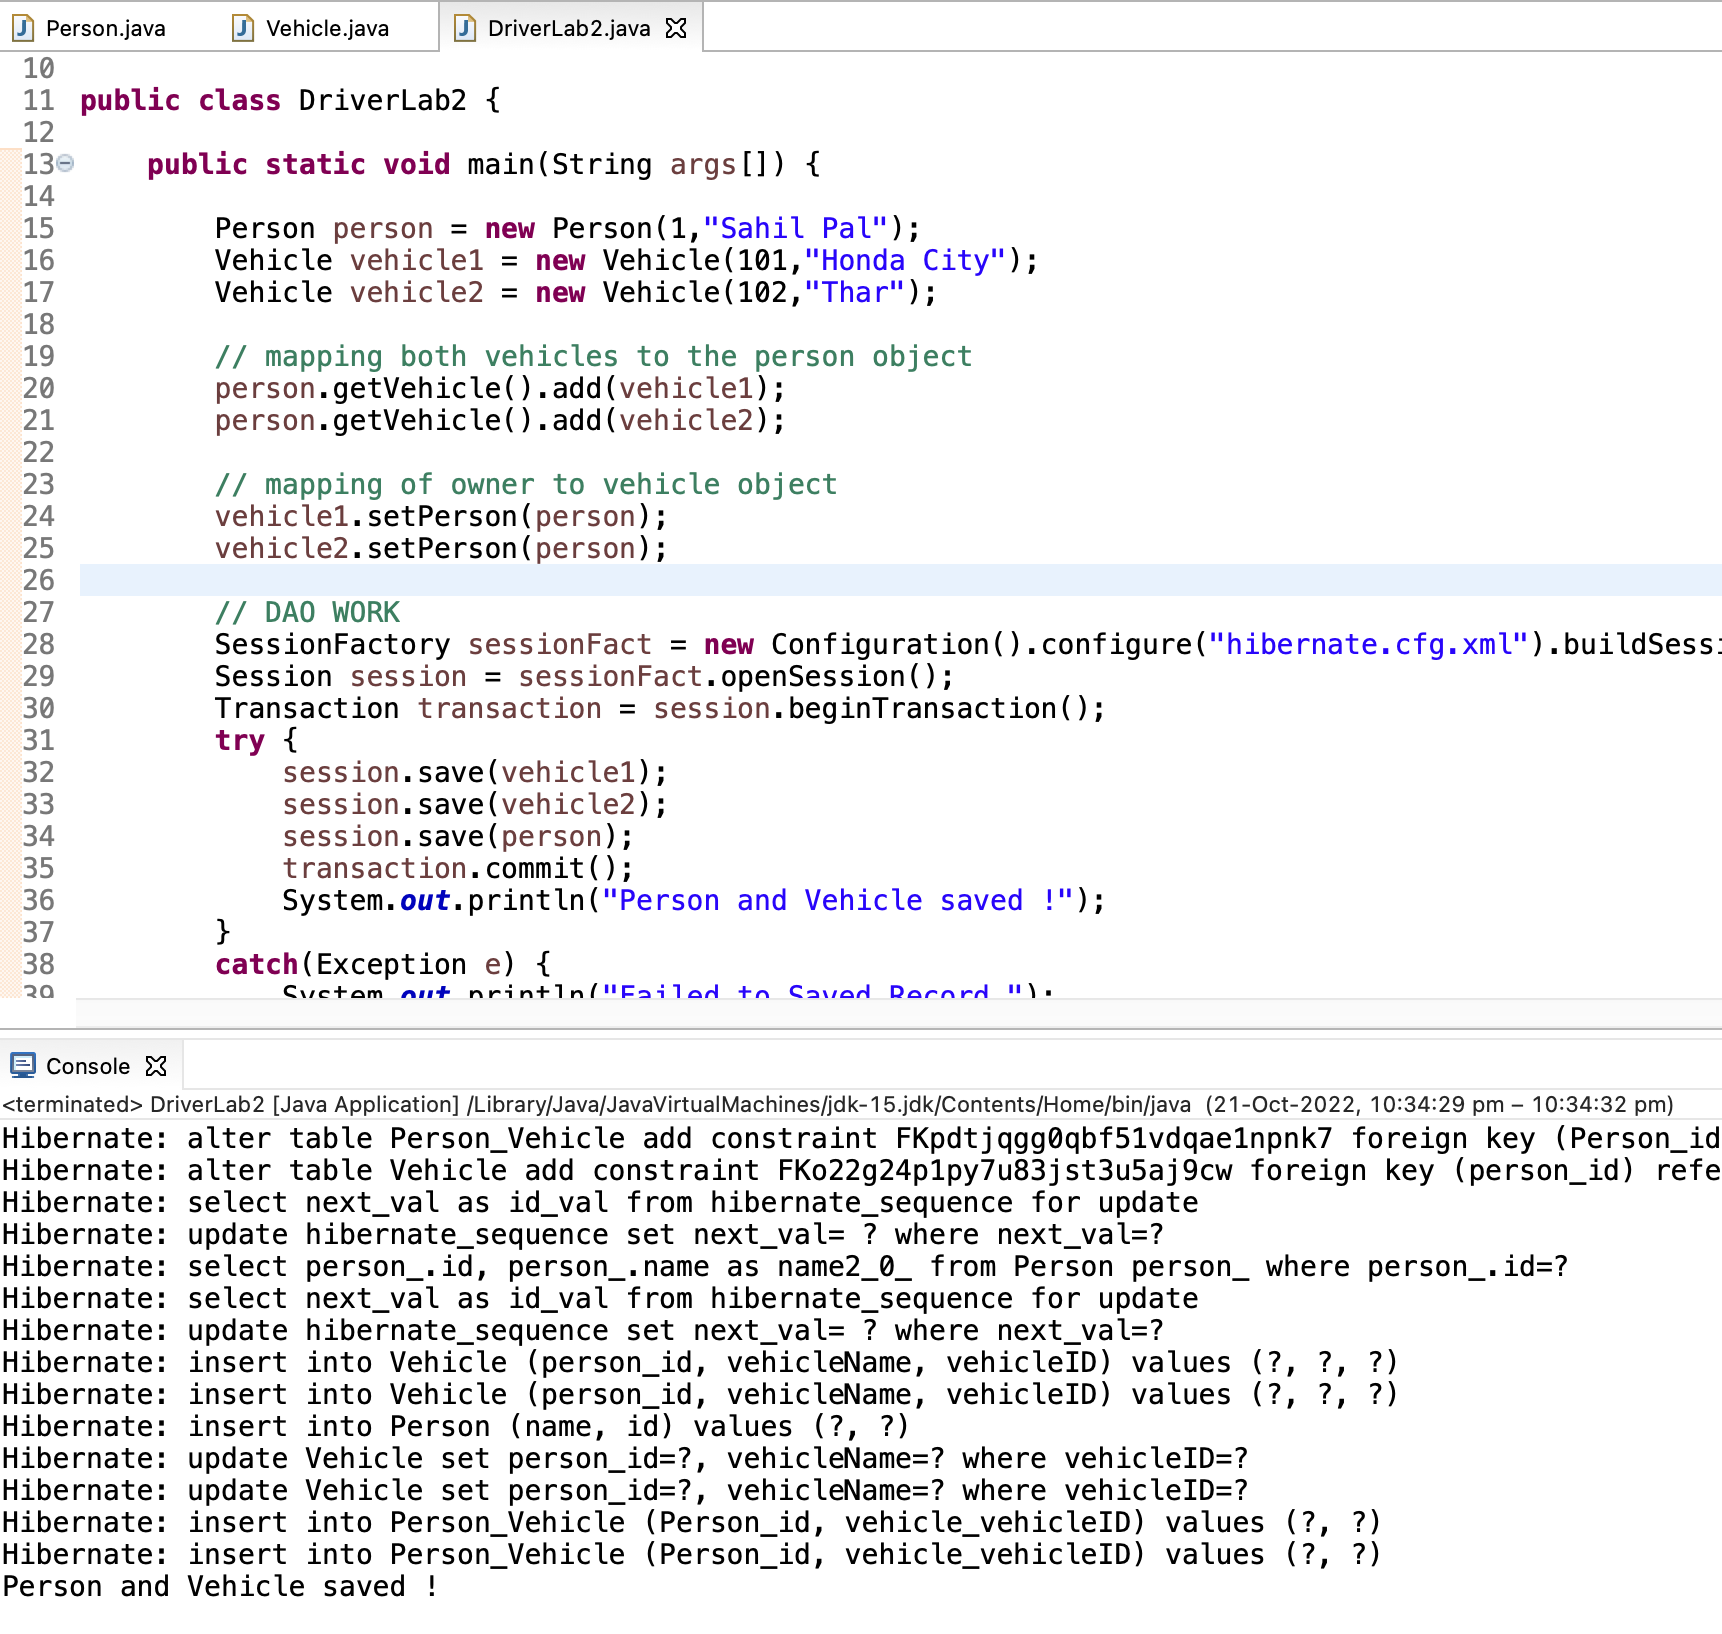 Person.java Vehicle.java DriverLab2.java
10
11 public class DriverLab2 {
12
13 public static void main(String args[]) {
14
15 Person person = new Person(1,"Sahil Pal");
16 Vehicle vehicle1 = new Vehicle(101,"Honda City");
17 Vehicle vehicle2 = new Vehicle(102,"Thar");
18
19 // mapping both vehicles to the person object
20 person.getVehicle().add(vehicle1);
21 person.getVehicle().add(vehicle2);
22
23 // mapping of owner to vehicle object
24 vehicle1.setPerson(person);
25 vehicle2.setPerson(person);
26
27 // DAO WORK
28 SessionFactory sessionFact = new Configuration().configure("hibernate.cfg.xml").buildSessi
29 Session session = sessionFact.openSession();
30 Transaction transaction = session.beginTransaction();
31 try {
32 session.save(vehicle1);
33 session.save(vehicle2);
34 session.save(person);
35 transaction.commit();
36 System.out.println("Person and Vehicle saved !");
37 }
38 catch(Exception e) {
39 System.out.println("Failed to Saved Record ");
Console
<terminated> DriverLab2 [Java Application] /Library/Java/JavaVirtualMachines/jdk-15.jdk/Contents/Home/bin/java (21-Oct-2022, 10:34:29 pm – 10:34:32 pm)
Hibernate: alter table Person_Vehicle add constraint FKpdtjqgg0qbf51vdqae1npnk7 foreign key (Person_id
Hibernate: alter table Vehicle add constraint FKo22g24p1py7u83jst3u5aj9cw foreign key (person_id) refe
Hibernate: select next_val as id_val from hibernate_sequence for update
Hibernate: update hibernate_sequence set next_val= ? where next_val=?
Hibernate: select person_.id, person_.name as name2_0_ from Person person_ where person_.id=?
Hibernate: select next_val as id_val from hibernate_sequence for update
Hibernate: update hibernate_sequence set next_val= ? where next_val=?
Hibernate: insert into Vehicle (person_id, vehicleName, vehicleID) values (?, ?, ?)
Hibernate: insert into Vehicle (person_id, vehicleName, vehicleID) values (?, ?, ?)
Hibernate: insert into Person (name, id) values (?, ?)
Hibernate: update Vehicle set person_id=?, vehicleName=? where vehicleID=?
Hibernate: update Vehicle set person_id=?, vehicleName=? where vehicleID=?
Hibernate: insert into Person_Vehicle (Person_id, vehicle_vehicleID) values (?, ?)
Hibernate: insert into Person_Vehicle (Person_id, vehicle_vehicleID) values (?, ?)
Person and Vehicle saved !